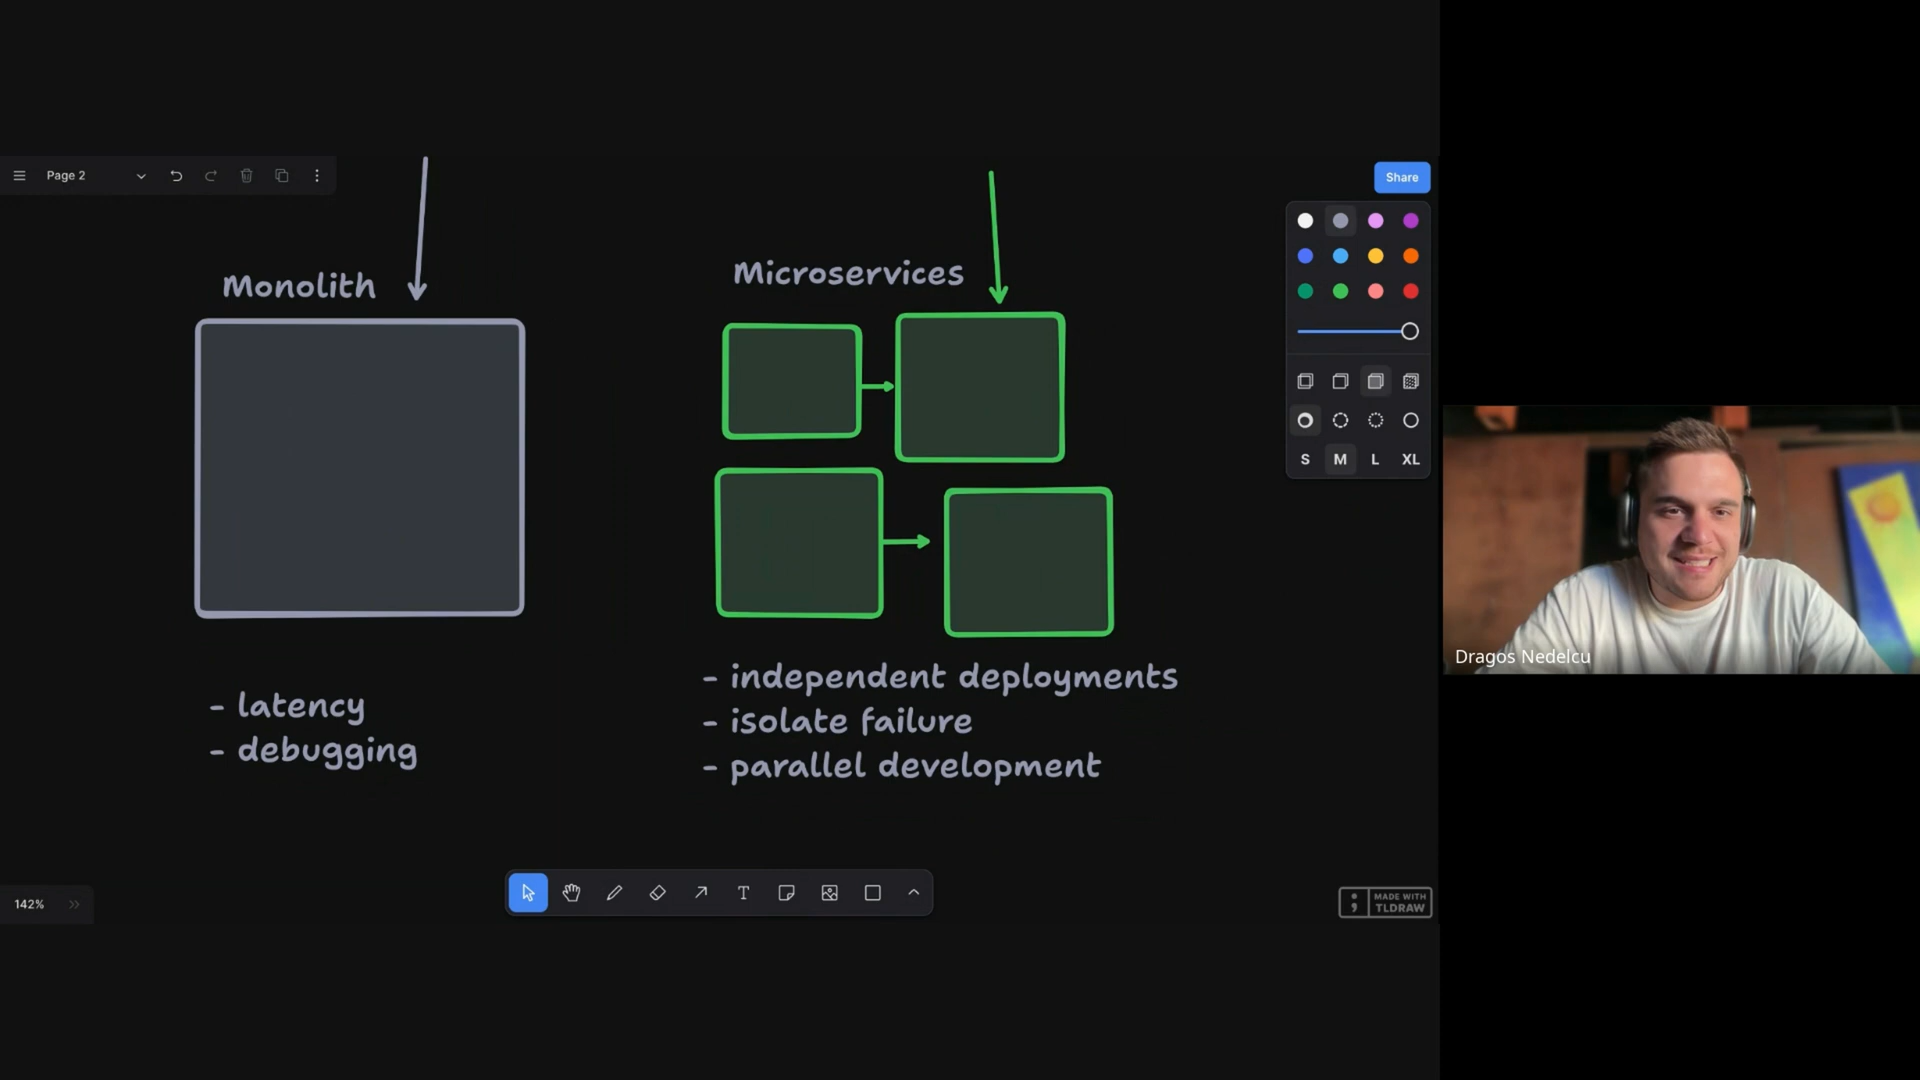 Page 2
Share
Monolith
Microservices
- latency
- debugging
- independent deployments
- isolate failure
- parallel development
S M L XL
Dragos Nedelcu
142%
T
MADE WITH
TLDRAW